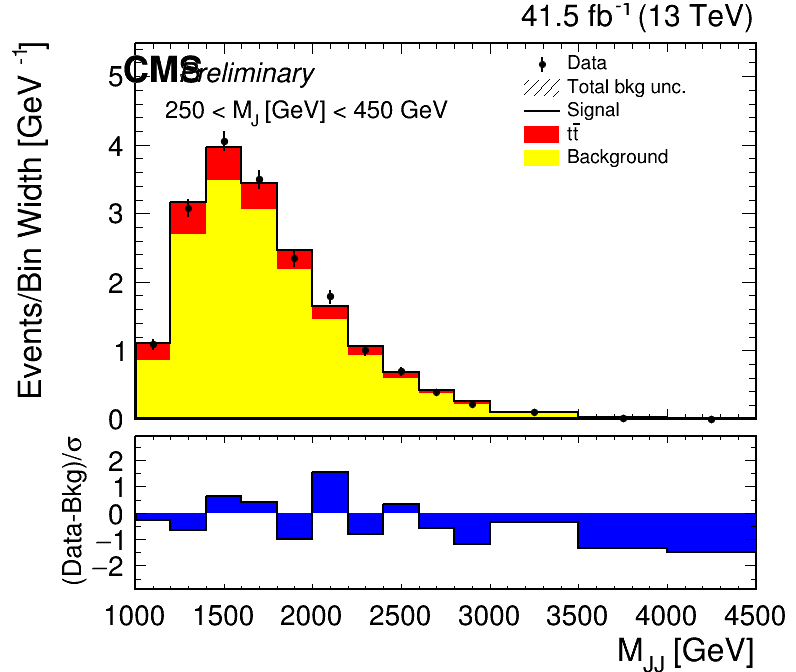 41.5 fb⁻¹ (13 TeV)
CMS Preliminary
250 < M_J [GeV] < 450 GeV
Data
Total bkg unc.
Signal
tt̄
Background
Events/Bin Width [GeV⁻¹]
5
4
3
2
1
0
(Data-Bkg)/σ
2
1
0
−1
−2
1000 1500 2000 2500 3000 3500 4000 4500
M_JJ [GeV]